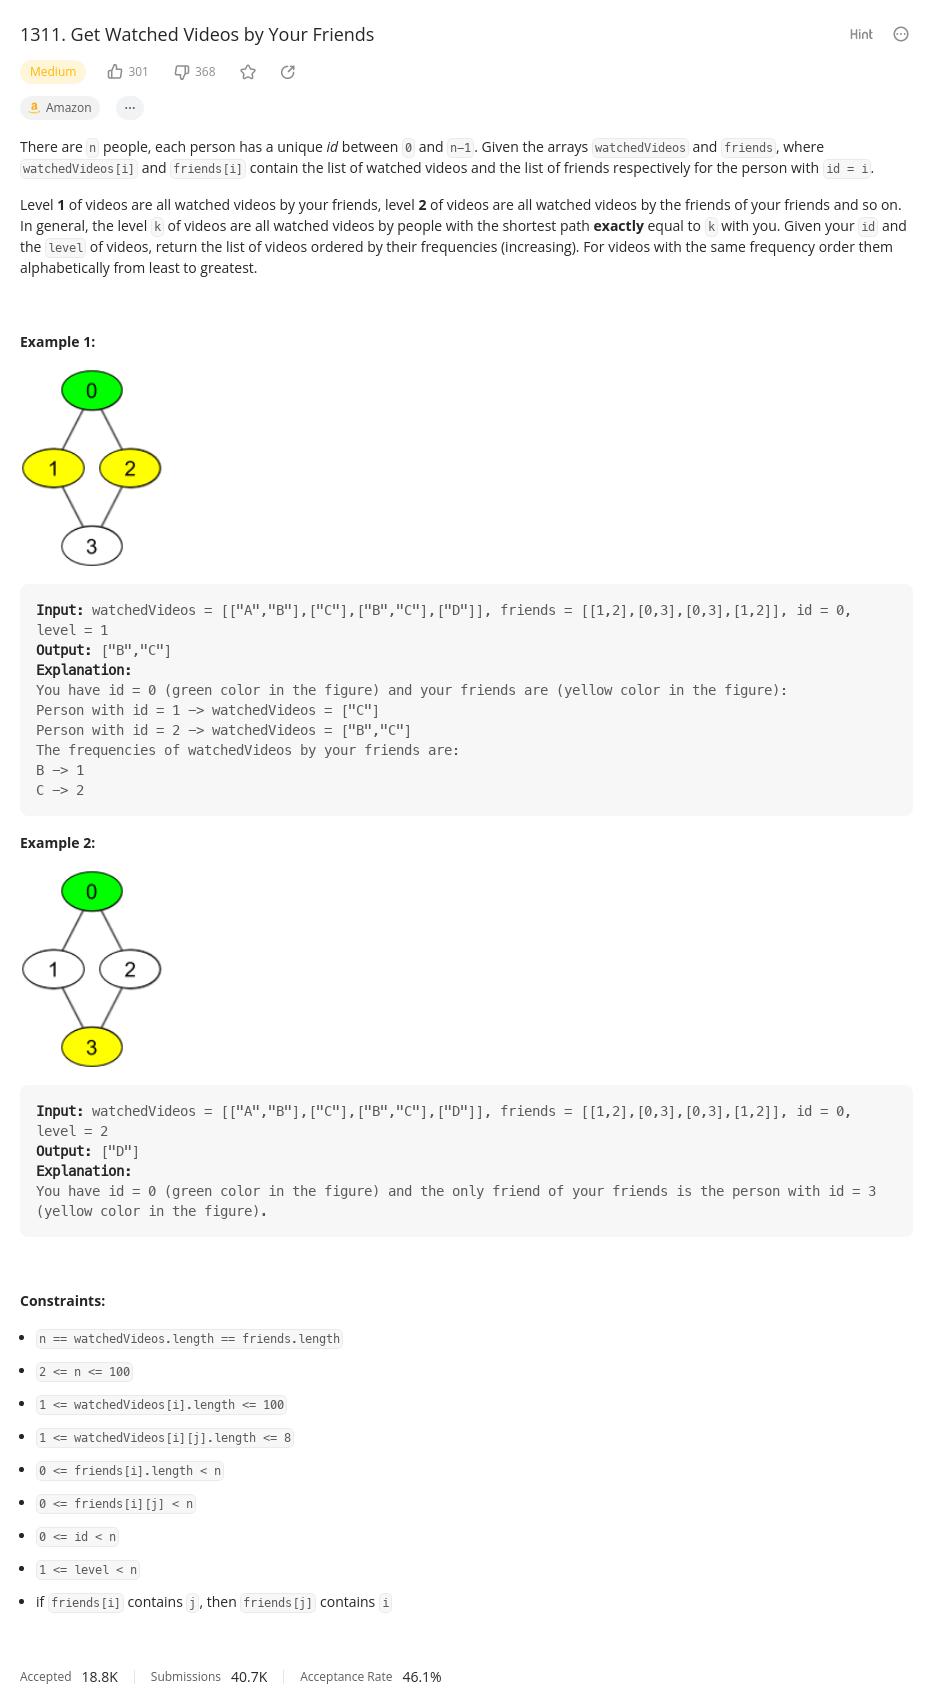 1311. Get Watched Videos by Your Friends
Hint
Medium
301
368
Amazon
There are n people, each person has a unique id between 0 and n-1. Given the arrays watchedVideos and friends, where
watchedVideos[i] and friends[i] contain the list of watched videos and the list of friends respectively for the person with id = i.
Level 1 of videos are all watched videos by your friends, level 2 of videos are all watched videos by the friends of your friends and so on.
In general, the level k of videos are all watched videos by people with the shortest path exactly equal to k with you. Given your id and
the level of videos, return the list of videos ordered by their frequencies (increasing). For videos with the same frequency order them
alphabetically from least to greatest.
Example 1:
0
1 2
3
Input: watchedVideos = [["A","B"],["C"],["B","C"],["D"]], friends = [[1,2],[0,3],[0,3],[1,2]], id = 0,
level = 1
Output: ["B","C"]
Explanation:
You have id = 0 (green color in the figure) and your friends are (yellow color in the figure):
Person with id = 1 -> watchedVideos = ["C"]
Person with id = 2 -> watchedVideos = ["B","C"]
The frequencies of watchedVideos by your friends are:
B -> 1
C -> 2
Example 2:
0
1 2
3
Input: watchedVideos = [["A","B"],["C"],["B","C"],["D"]], friends = [[1,2],[0,3],[0,3],[1,2]], id = 0,
level = 2
Output: ["D"]
Explanation:
You have id = 0 (green color in the figure) and the only friend of your friends is the person with id = 3
(yellow color in the figure).
Constraints:
• n == watchedVideos.length == friends.length
• 2 <= n <= 100
• 1 <= watchedVideos[i].length <= 100
• 1 <= watchedVideos[i][j].length <= 8
• 0 <= friends[i].length < n
• 0 <= friends[i][j] < n
• 0 <= id < n
• 1 <= level < n
• if friends[i] contains j, then friends[j] contains i
Accepted 18.8K Submissions 40.7K Acceptance Rate 46.1%